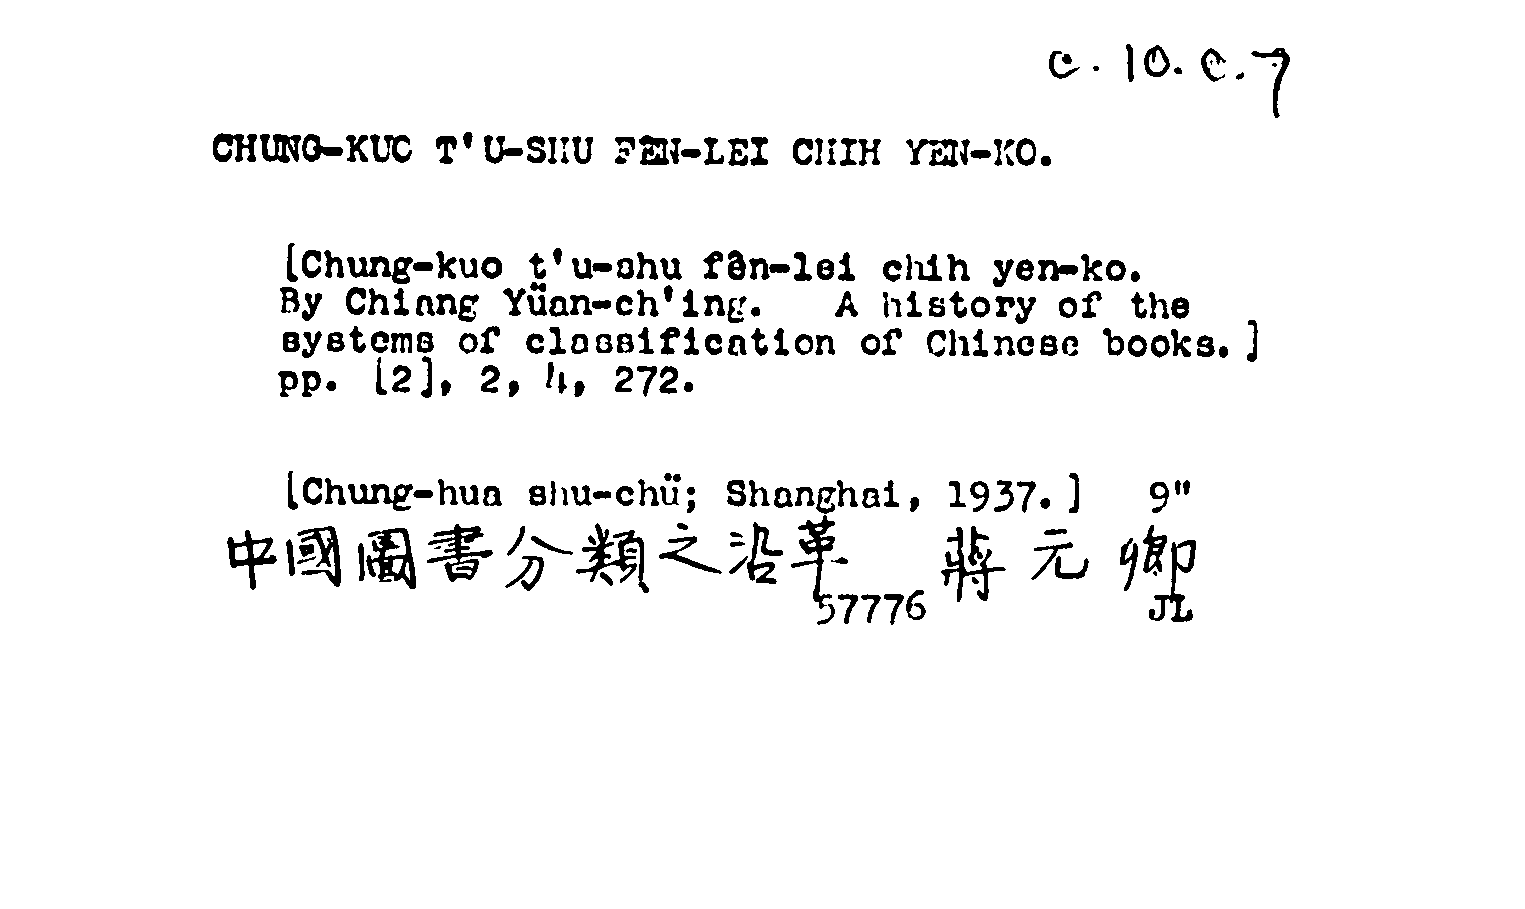 c. 10. c. 7
CHUNG-KUO T'U-SHU FÊN-LEI CHIH YEN-KO.
[Chung-kuo t'u-shu fên-lei chih yen-ko.
By Chiang Yüan-ch'ing. A history of the
systems of classification of Chinese books.]
pp. [2], 2, 4, 272.
[Chung-hua shu-chü; Shanghai, 1937.] 9"
中國圖書分類之沿革 蔣元卿
57776 JL